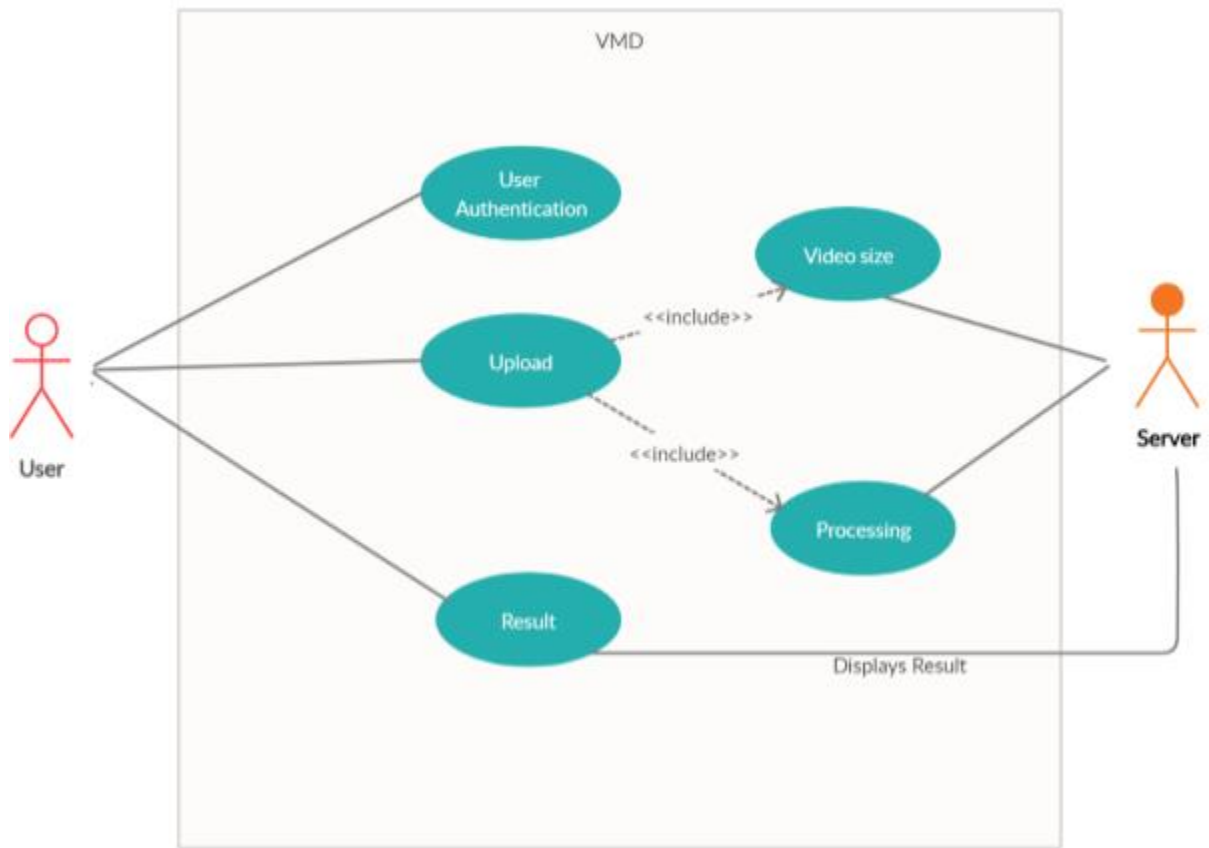 VMD
User
Authentication
Video size
<<include>>
Upload
User
Server
<<include>>
Processing
Result
Displays Result